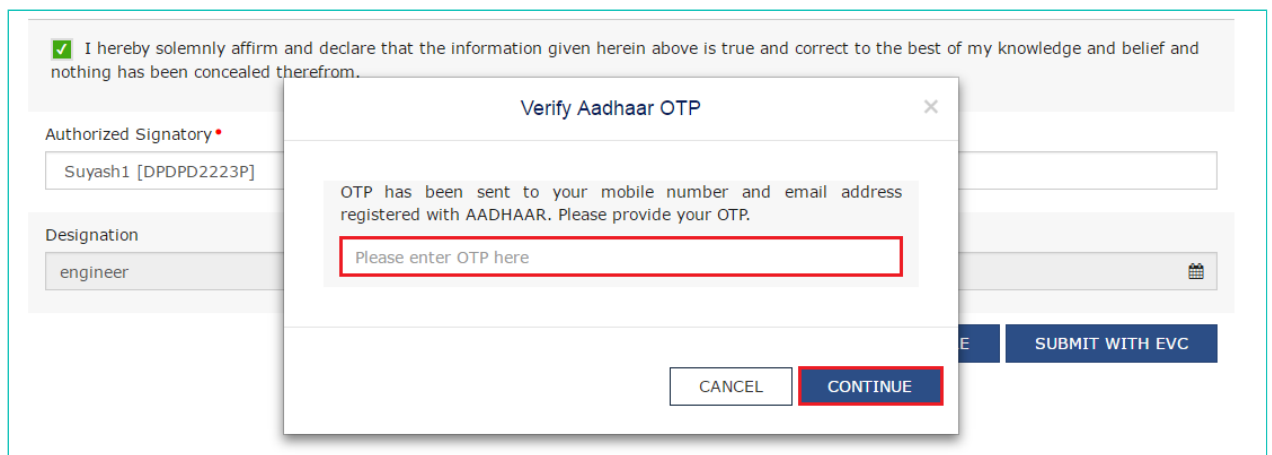 I hereby solemnly affirm and declare that the information given herein above is true and correct to the best of my knowledge and belief and
nothing has been concealed therefrom.
Verify Aadhaar OTP
×
Authorized Signatory•
Suyash1 [DPDPD2223P]
OTP has been sent to your mobile number and email address
registered with AADHAAR. Please provide your OTP.
Please enter OTP here
Designation
engineer
E
SUBMIT WITH EVC
CANCEL
CONTINUE